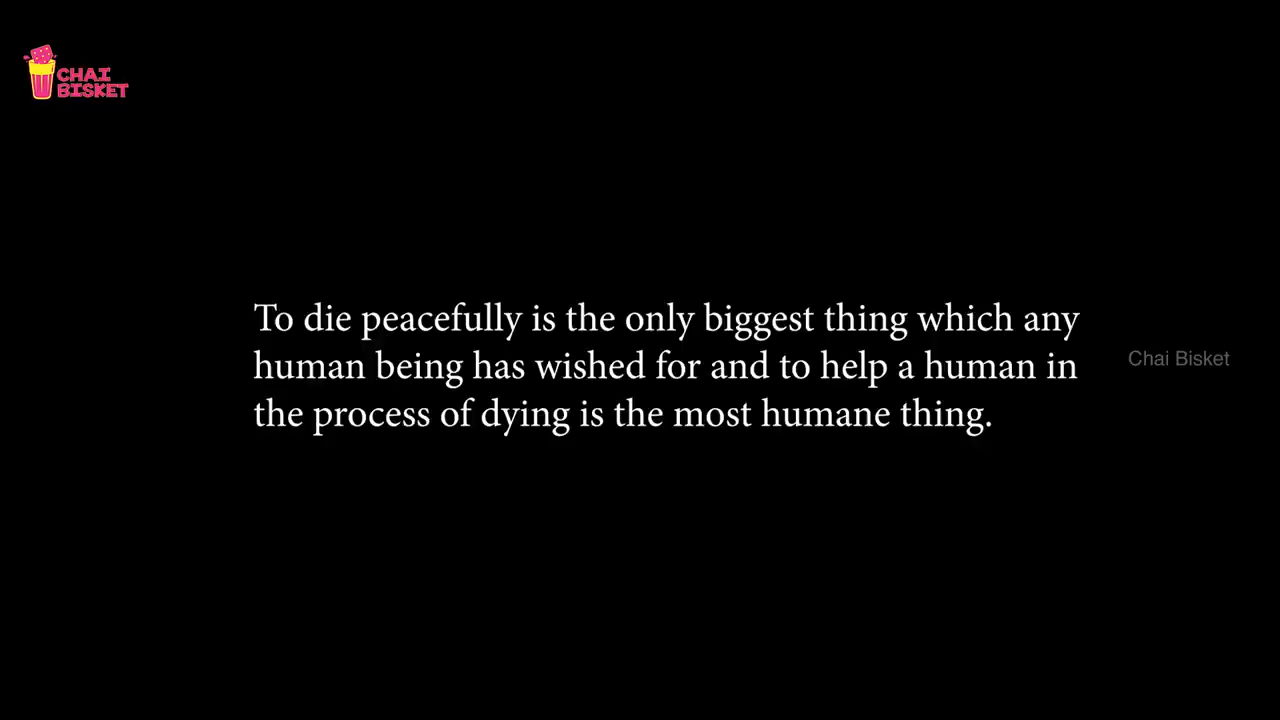 CHAI
BISKET
To die peacefully is the only biggest thing which any
human being has wished for and to help a human in
the process of dying is the most humane thing.
Chai Bisket